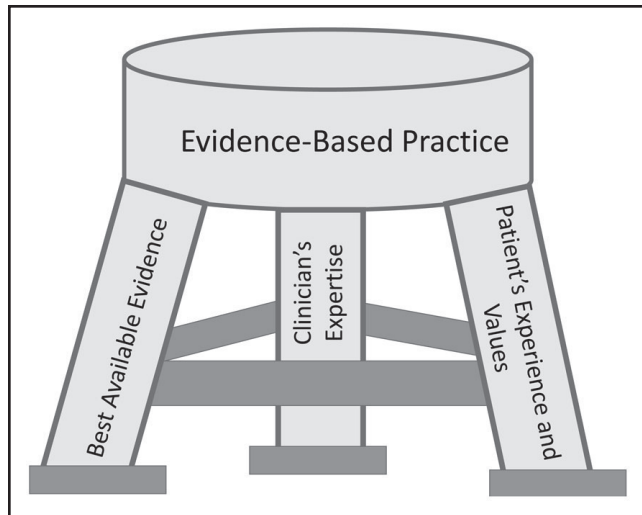 Evidence-Based Practice
Best Available Evidence
Clinician's
Expertise
Patient's Experience and
Values